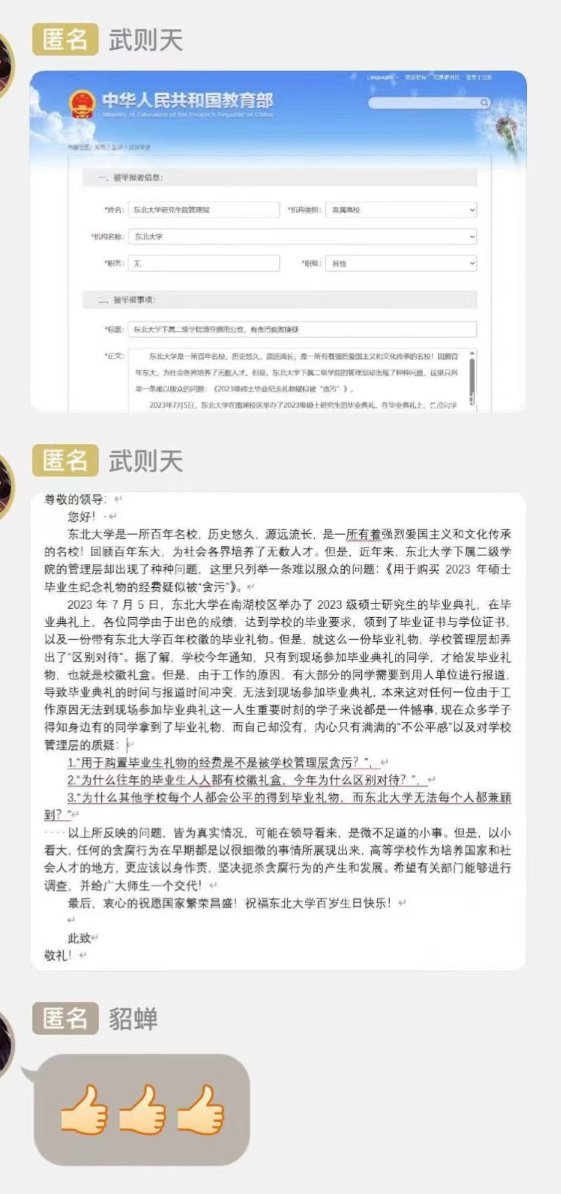 匿名 武则天
中华人民共和国教育部
Ministry of Education of the People's Republic of China
一、被举报者信息:
*姓名: 东北大学研究生院管理层 *机构类别: 直属高校
*机构名称: 东北大学
*职务: 无 *职级: 其他
二、被举报事项:
*标题: 东北大学下属二级学院领导挪用公款,有贪污腐败嫌疑
*正文: 东北大学是一所百年名校,历史悠久,源远流长,是一所有着强烈爱国主义和文化传承的名校!回顾百
年东大,为社会各界培养了无数人才。但是,东北大学下属二级学院的管理层却出现了种种问题,这里只列
举一条难以服众的问题:《2023级硕士毕业纪念礼物疑似被“贪污”》。
2023年7月5日,东北大学在南湖校区举办了2023级硕士研究生的毕业典礼,在毕业典礼上,
匿名 武则天
尊敬的领导:
您好!
东北大学是一所百年名校,历史悠久,源远流长,是一所有着强烈爱国主义和文化传承
的名校!回顾百年东大,为社会各界培养了无数人才。但是,近年来,东北大学下属二级学
院的管理层却出现了种种问题,这里只列举一条难以服众的问题:《用于购买 2023 年硕士
毕业生纪念礼物的经费疑似被“贪污”》。
2023 年 7 月 5 日,东北大学在南湖校区举办了 2023 级硕士研究生的毕业典礼,在毕
业典礼上,各位同学由于出色的成绩,达到学校的毕业要求,领到了毕业证书与学位证书,
以及一份带有东北大学百年校徽的毕业礼物。但是,就这么一份毕业礼物,学校管理层却弄
出了“区别对待”。据了解,学校今年通知,只有到现场参加毕业典礼的同学,才给发毕业礼
物,也就是校徽礼盒。但是,由于工作的原因,有大部分的同学需要到用人单位进行报道,
导致毕业典礼的时间与报道时间冲突,无法到现场参加毕业典礼,本来这对任何一位由于工
作原因无法到现场参加毕业典礼这一人生重要时刻的学子来说都是一件憾事,现在众多学子
得知身边有的同学拿到了毕业礼物,而自己却没有,内心只有满满的“不公平感”以及对学校
管理层的质疑:
1.“用于购置毕业生礼物的经费是不是被学校管理层贪污?”,
2.“为什么往年的毕业生人人都有校徽礼盒,今年为什么区别对待?”,
3.“为什么其他学校每个人都会公平的得到毕业礼物,而东北大学无法每个人都兼顾
到?”
以上所反映的问题,皆为真实情况,可能在领导看来,是微不足道的小事。但是,以小
看大,任何的贪腐行为在早期都是以很细微的事情所展现出来,高等学校作为培养国家和社
会人才的地方,更应该以身作责,坚决扼杀贪腐行为的产生和发展。希望有关部门能够进行
调查,并给广大师生一个交代!
最后,衷心的祝愿国家繁荣昌盛!祝福东北大学百岁生日快乐!
此致
敬礼!
匿名 貂蝉